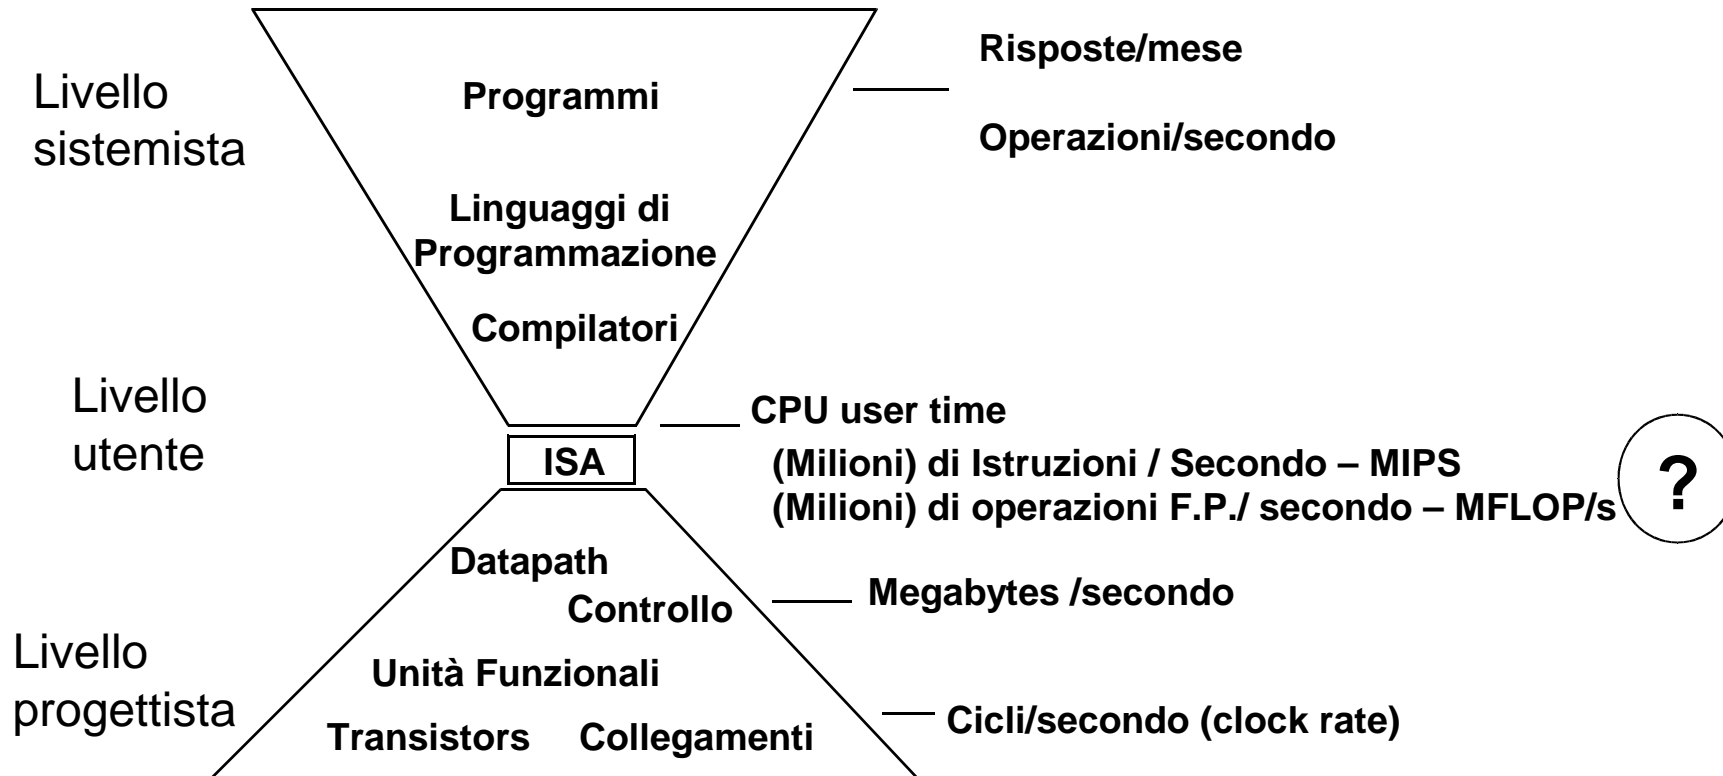 Livello
sistemista
Programmi
Linguaggi di
Programmazione
Compilatori
Risposte/mese
Operazioni/secondo
Livello
utente
ISA
CPU user time
(Milioni) di Istruzioni / Secondo – MIPS
(Milioni) di operazioni F.P./ secondo – MFLOP/s
?
Livello
progettista
Datapath
Controllo
Unità Funzionali
Transistors Collegamenti
Megabytes /secondo
Cicli/secondo (clock rate)